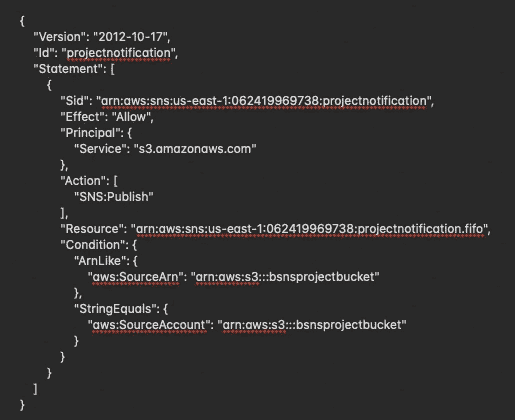 {
"Version": "2012-10-17",
"Id": "projectnotification",
"Statement": [
{
"Sid": "arn:aws:sns:us-east-1:062419969738:projectnotification",
"Effect": "Allow",
"Principal": {
"Service": "s3.amazonaws.com"
},
"Action": [
"SNS:Publish"
],
"Resource": "arn:aws:sns:us-east-1:062419969738:projectnotification.fifo",
"Condition": {
"ArnLike": {
"aws:SourceArn": "arn:aws:s3:::bsnsprojectbucket"
},
"StringEquals": {
"aws:SourceAccount": "arn:aws:s3:::bsnsprojectbucket"
}
}
}
]
}